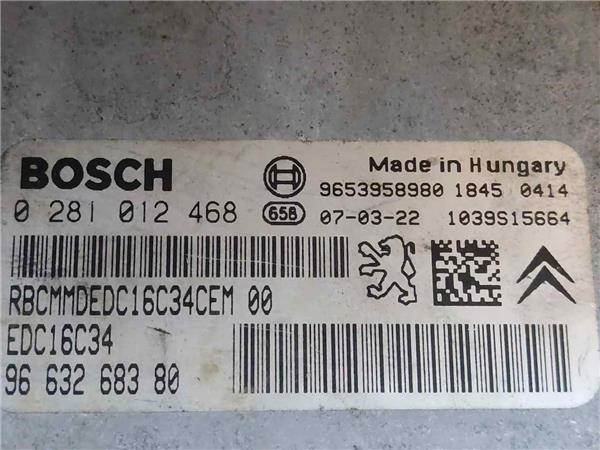 BOSCH
Made in Hungary
9653958980 1845 0414
0 281 012 468 658 07-03-22 1039S15664
RBCMMDEDC16C34CEM 00
EDC16C34
96 632 683 80